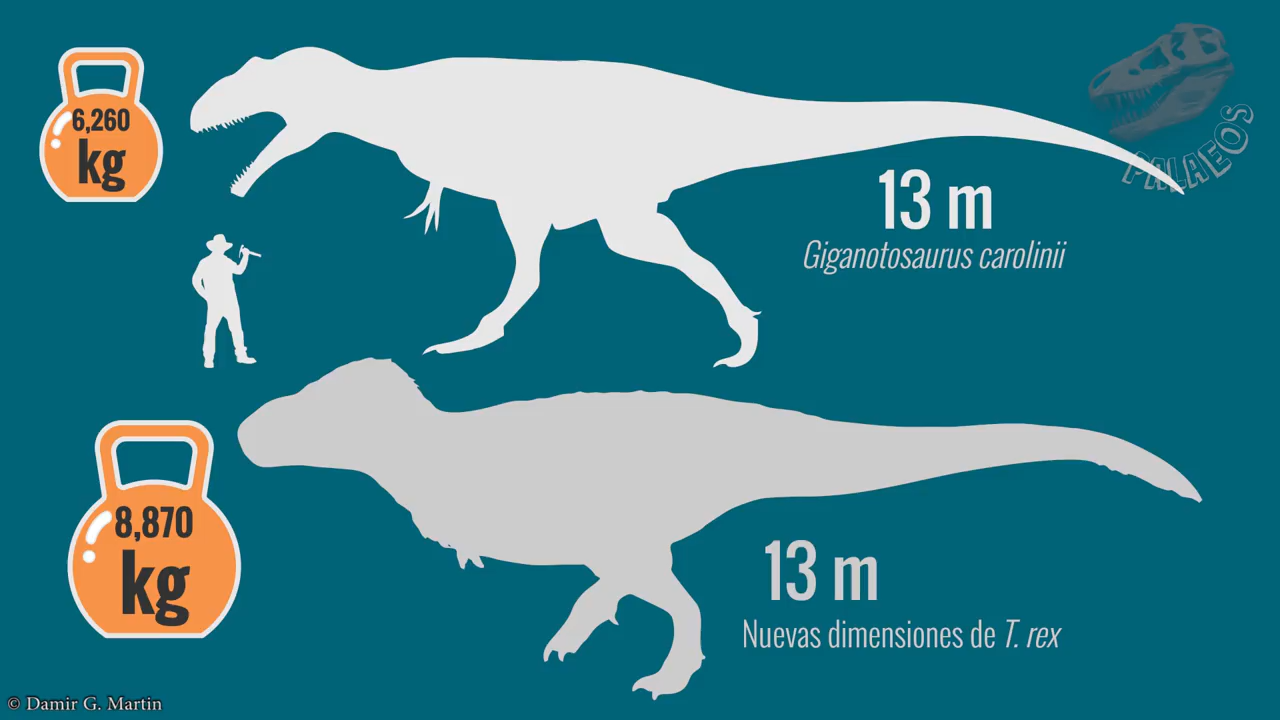 6,260
kg
PALAEOS
13 m
Giganotosaurus carolinii
8,870
kg
13 m
Nuevas dimensiones de T. rex
© Damir G. Martin